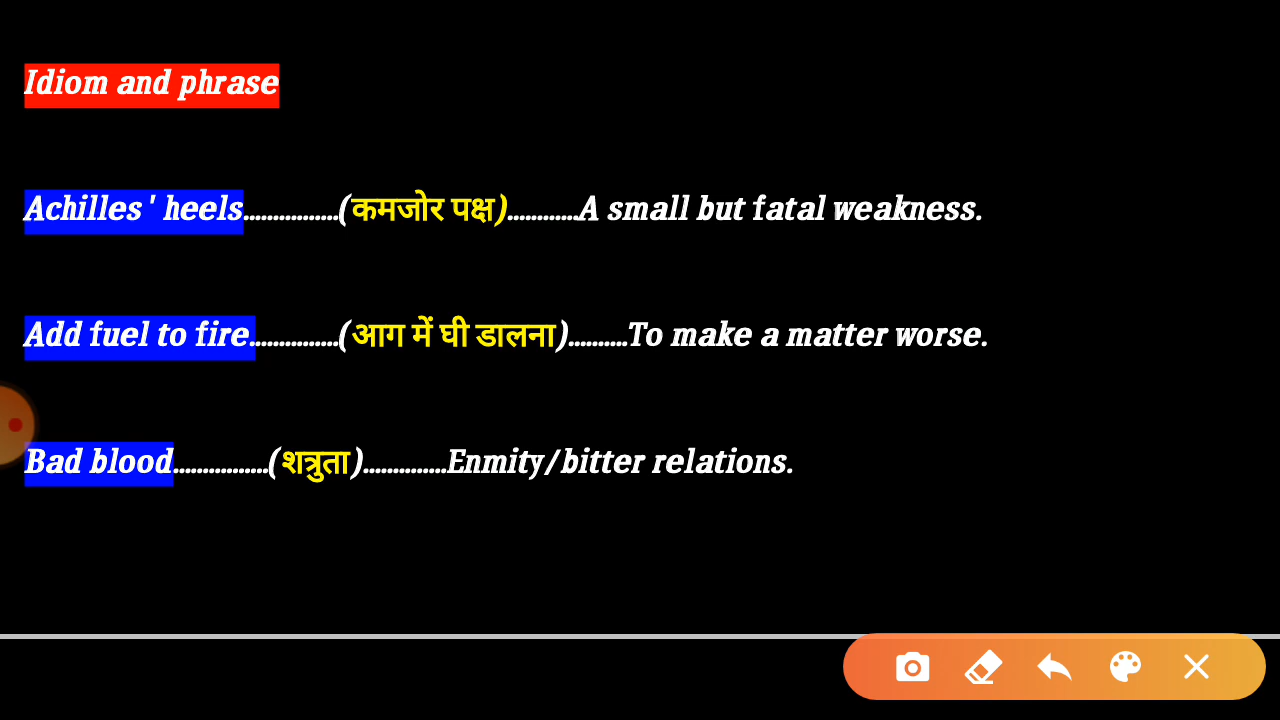 Idiom and phrase
Achilles ' heels................(कमजोर पक्ष)............A small but fatal weakness.
Add fuel to fire...............(आग में घी डालना)..........To make a matter worse.
Bad blood................(शत्रुता)..............Enmity/bitter relations.